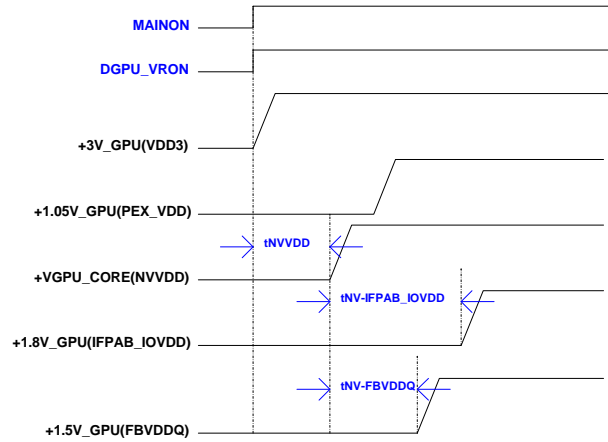 MAINON
DGPU_VRON
+3V_GPU(VDD3)
+1.05V_GPU(PEX_VDD)
tNVVDD
+VGPU_CORE(NVVDD)
tNV-IFPAB_IOVDD
+1.8V_GPU(IFPAB_IOVDD)
tNV-FBVDDQ
+1.5V_GPU(FBVDDQ)